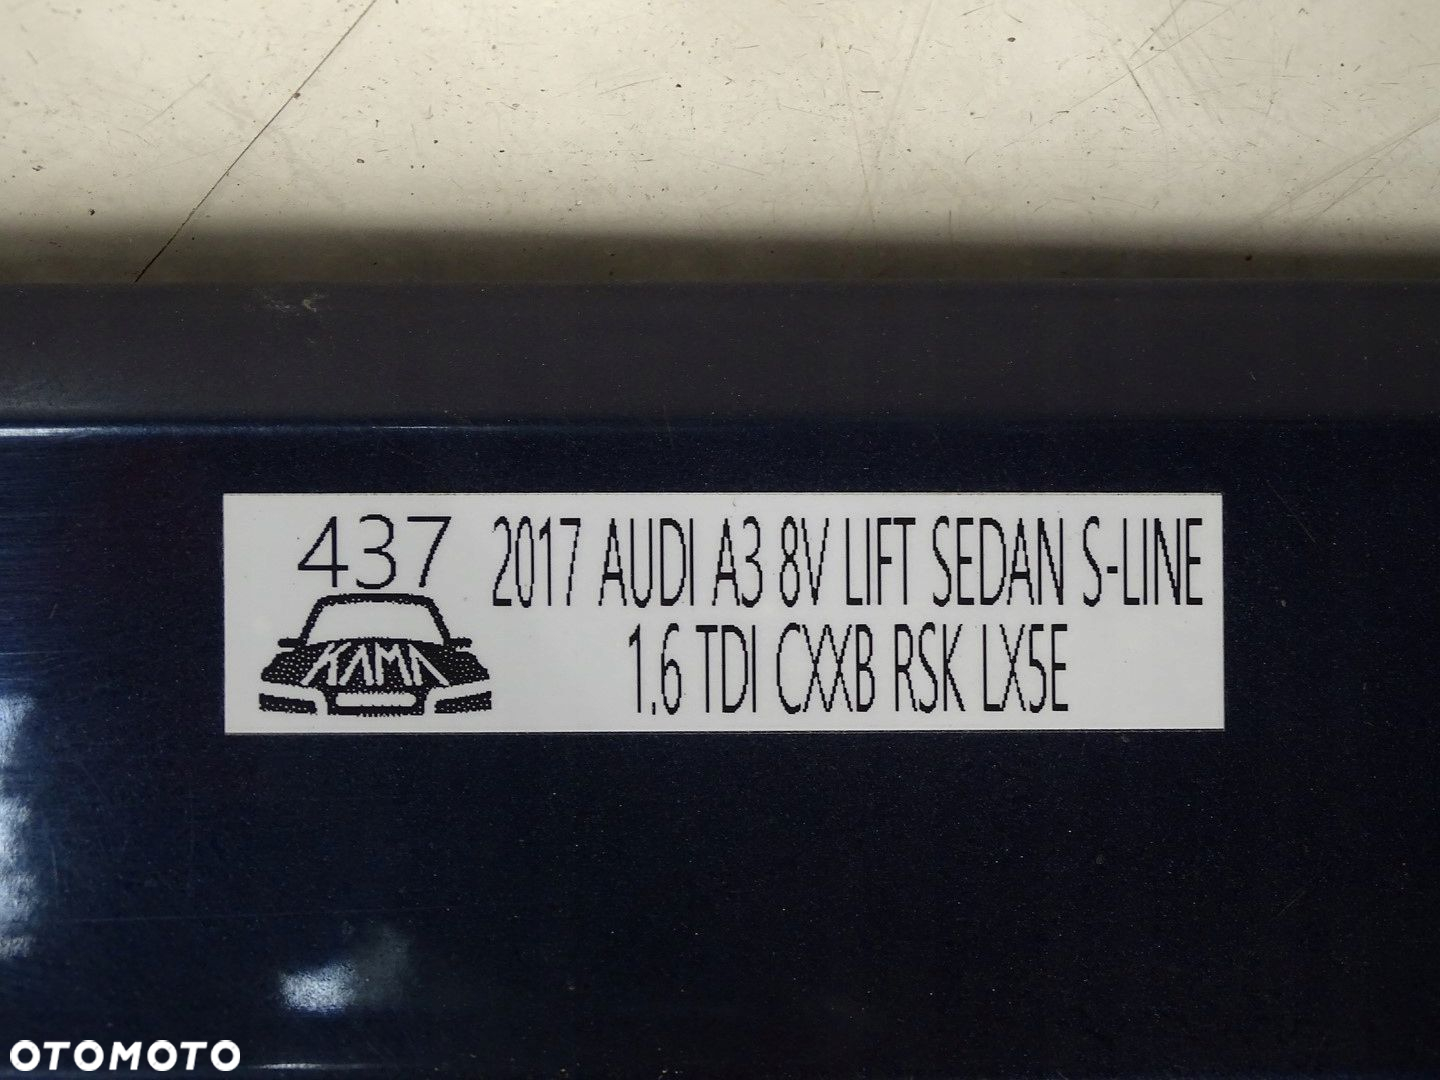 437 2017 AUDI A3 8V LIFT SEDAN S-LINE
KAMA 1.6 TDI CXXB RSK LX5E
OTOMOTO